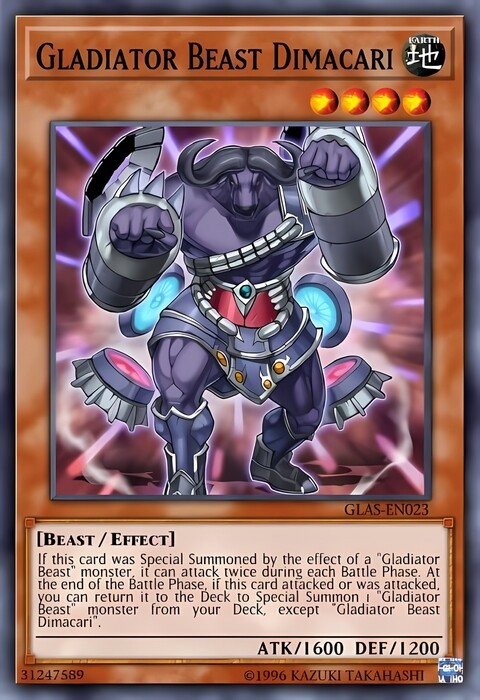 GLADIATOR BEAST DIMACARI
EARTH
地
GLAS-EN023
[BEAST / EFFECT]
If this card was Special Summoned by the effect of a "Gladiator
Beast" monster, it can attack twice during each Battle Phase. At
the end of the Battle Phase, if this card attacked or was attacked,
you can return it to the Deck to Special Summon 1 "Gladiator
Beast" monster from your Deck, except "Gladiator Beast
Dimacari".
ATK/1600 DEF/1200
31247589
©1996 KAZUKI TAKAHASHI